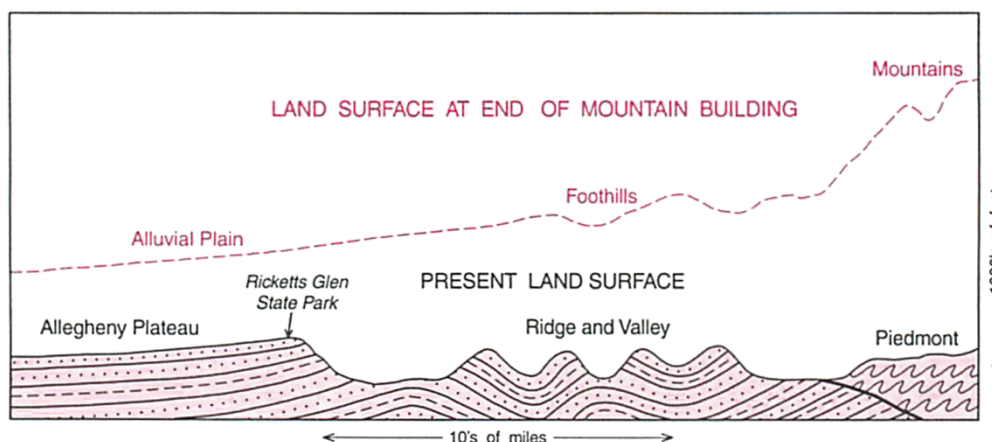 Mountains
LAND SURFACE AT END OF MOUNTAIN BUILDING
Foothills
Alluvial Plain
Ricketts Glen
State Park
PRESENT LAND SURFACE
Allegheny Plateau
Ridge and Valley
Piedmont
10's of miles